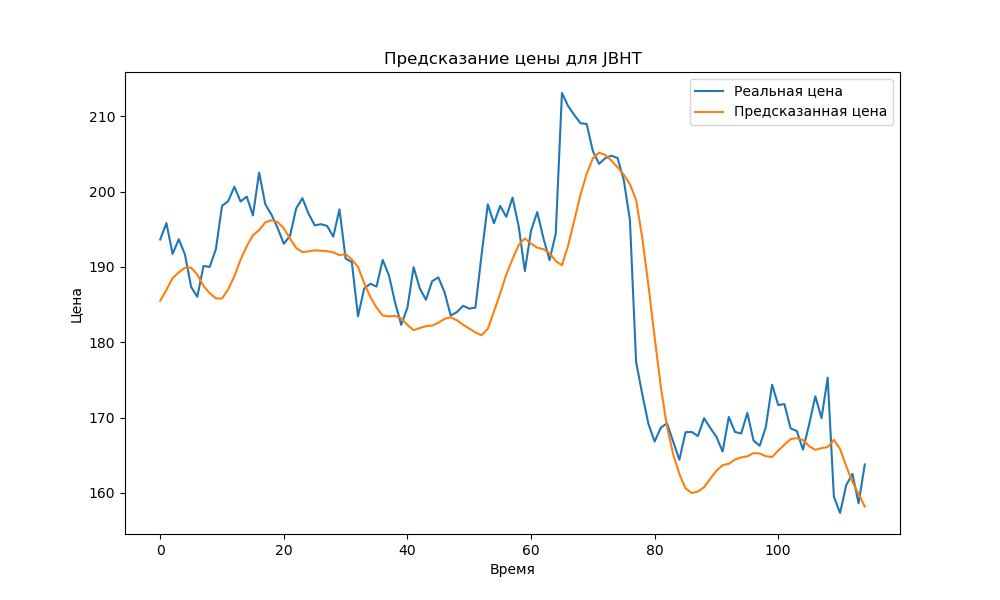 Предсказание цены для JBHT
Реальная цена
Предсказанная цена
Цена
210
200
190
180
170
160
0 20 40 60 80 100
Время